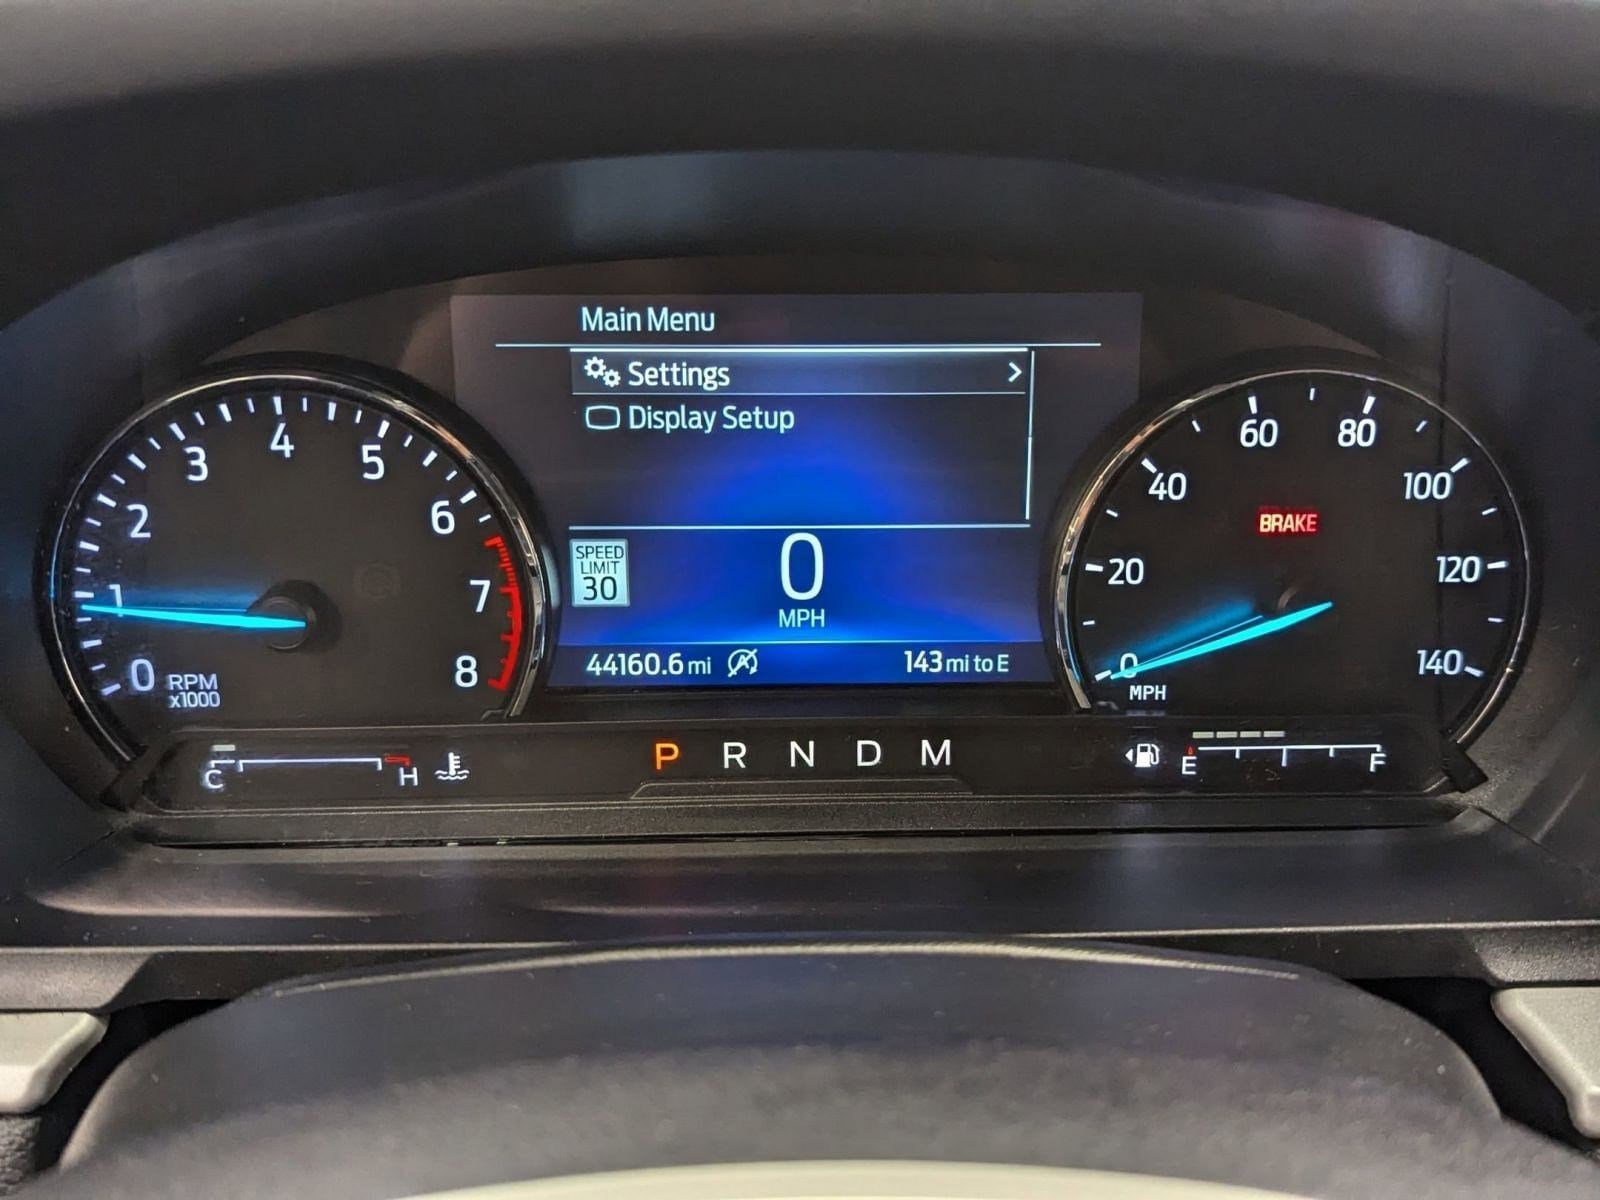 Main Menu
Settings
Display Setup
SPEED
LIMIT
30
0
MPH
44160.6 mi
143 mi to E
0 1 2 3 4 5 6 7 8
RPM
x1000
0 20 40 60 80 100 120 140
BRAKE
MPH
C H
P R N D M
E F